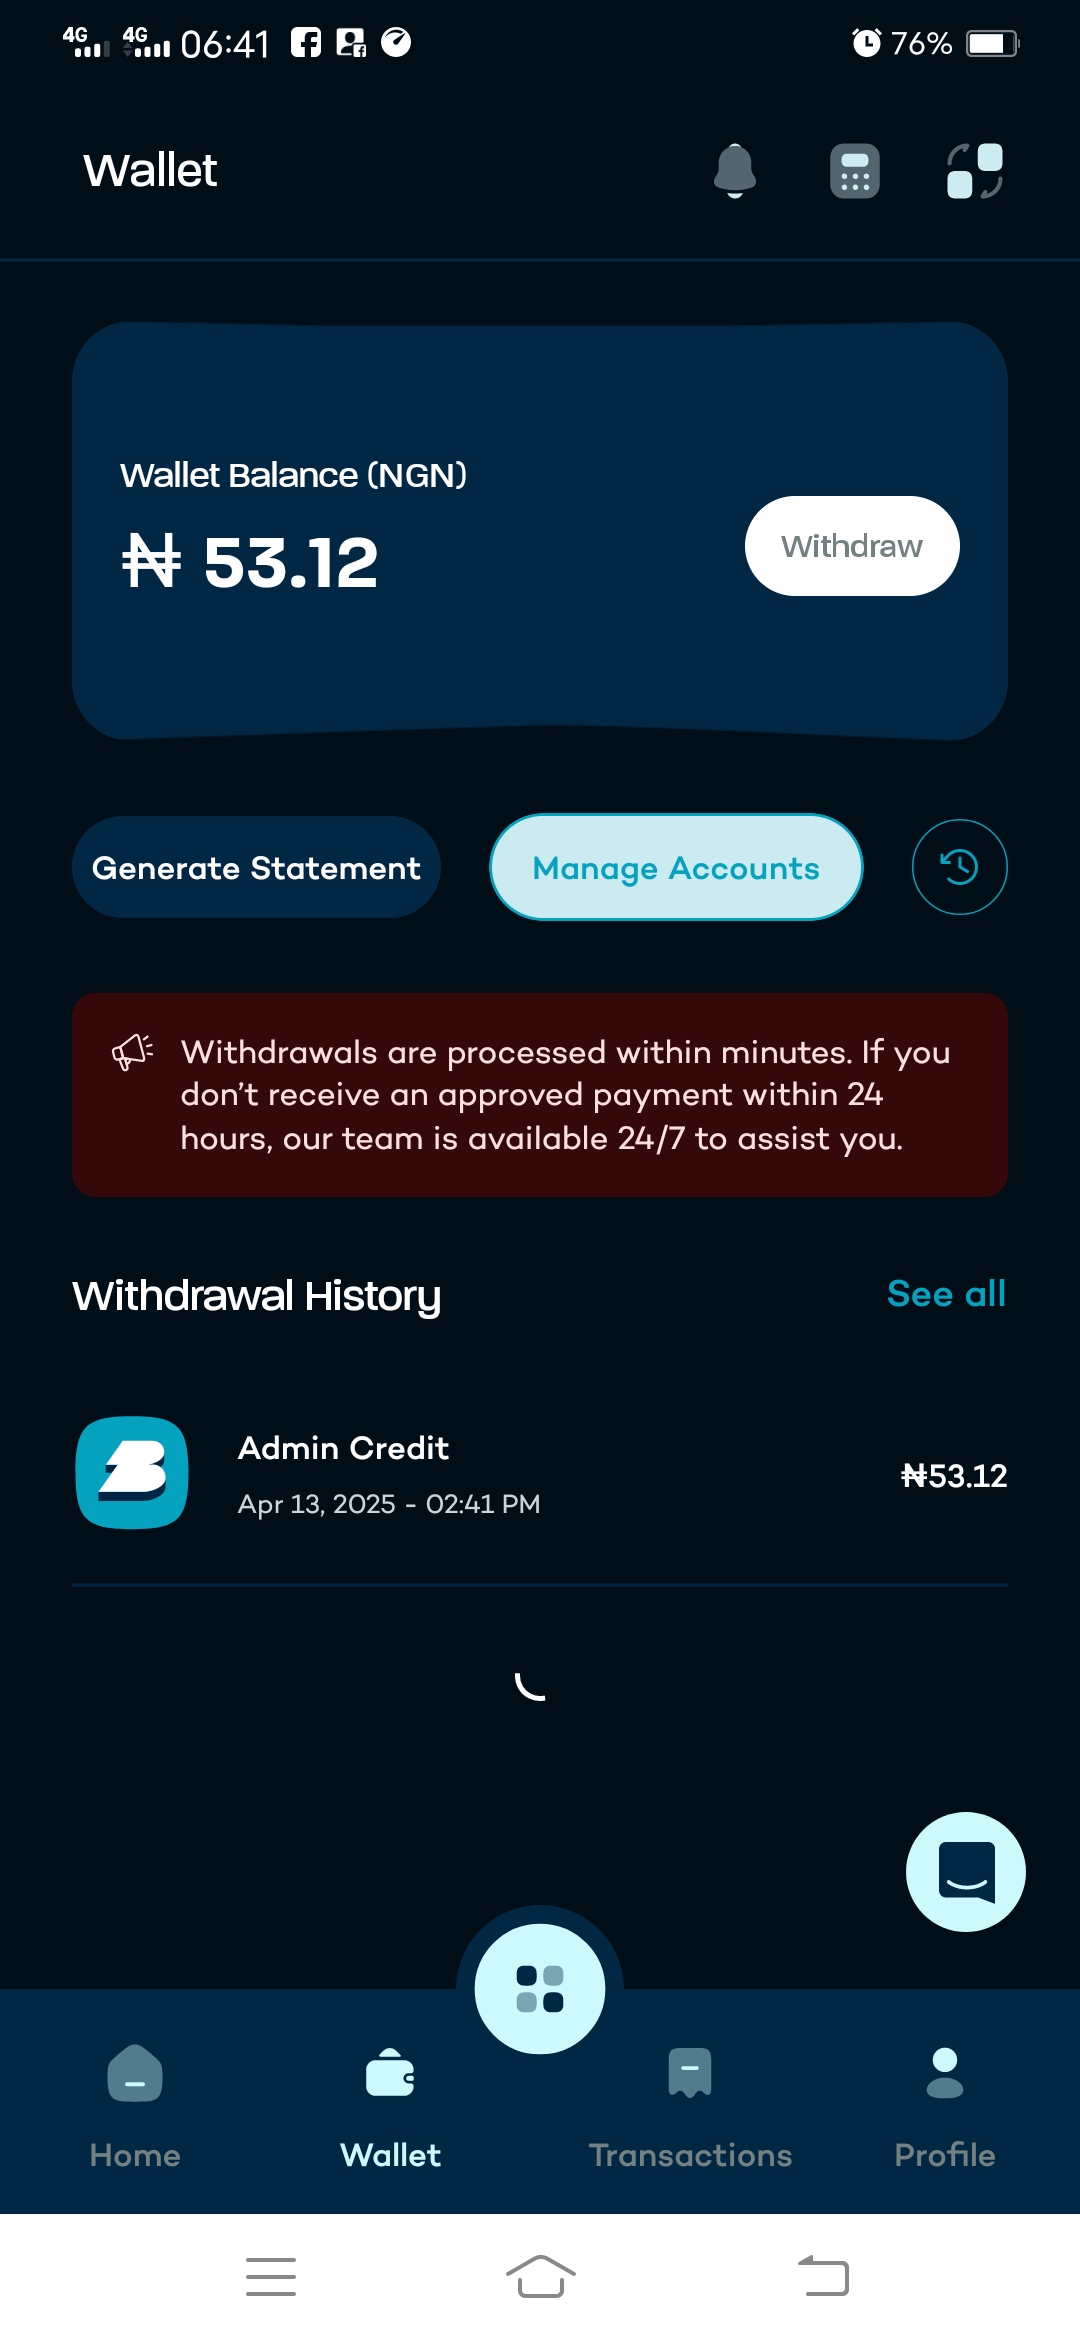 4G 4G 06:41 76%
Wallet
Wallet Balance (NGN)
₦ 53.12
Withdraw
Generate Statement
Manage Accounts
Withdrawals are processed within minutes. If you
don’t receive an approved payment within 24
hours, our team is available 24/7 to assist you.
Withdrawal History
See all
Admin Credit
Apr 13, 2025 - 02:41 PM
₦53.12
Home
Wallet
Transactions
Profile